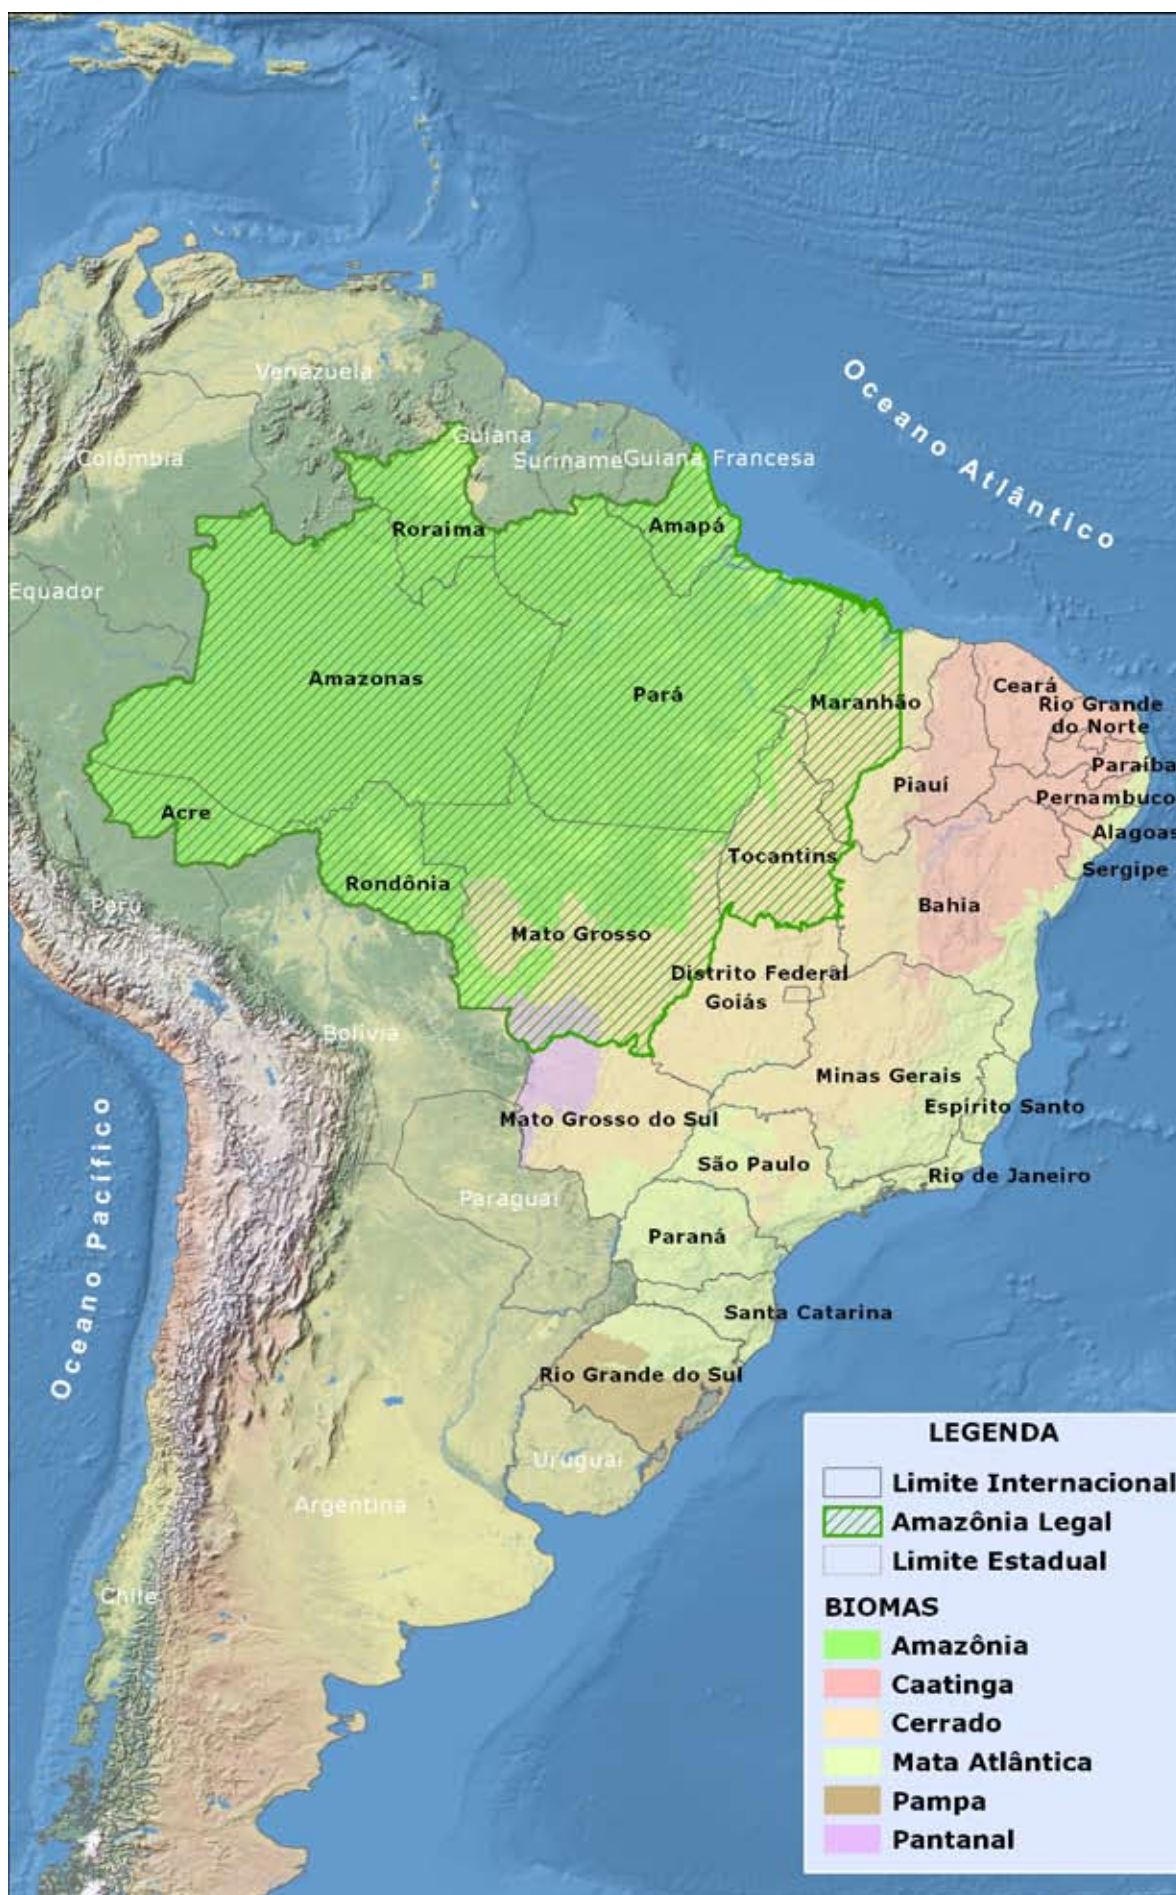 Venezuela
Guiana
Colômbia
Suriname
Guiana Francesa
Oceano Atlântico
Roraima
Amapá
Equador
Amazonas
Pará
Maranhão
Ceará
Rio Grande
do Norte
Paraíba
Piauí
Pernambuco
Acre
Alagoas
Tocantins
Sergipe
Rondônia
Peru
Bahia
Mato Grosso
Distrito Federal
Goiás
Bolívia
Minas Gerais
Espírito Santo
Mato Grosso do Sul
São Paulo
Rio de Janeiro
Paraguai
Oceano Pacífico
Paraná
Santa Catarina
Rio Grande do Sul
Uruguai
Argentina
Chile
LEGENDA
Limite Internacional
Amazônia Legal
Limite Estadual
BIOMAS
Amazônia
Caatinga
Cerrado
Mata Atlântica
Pampa
Pantanal